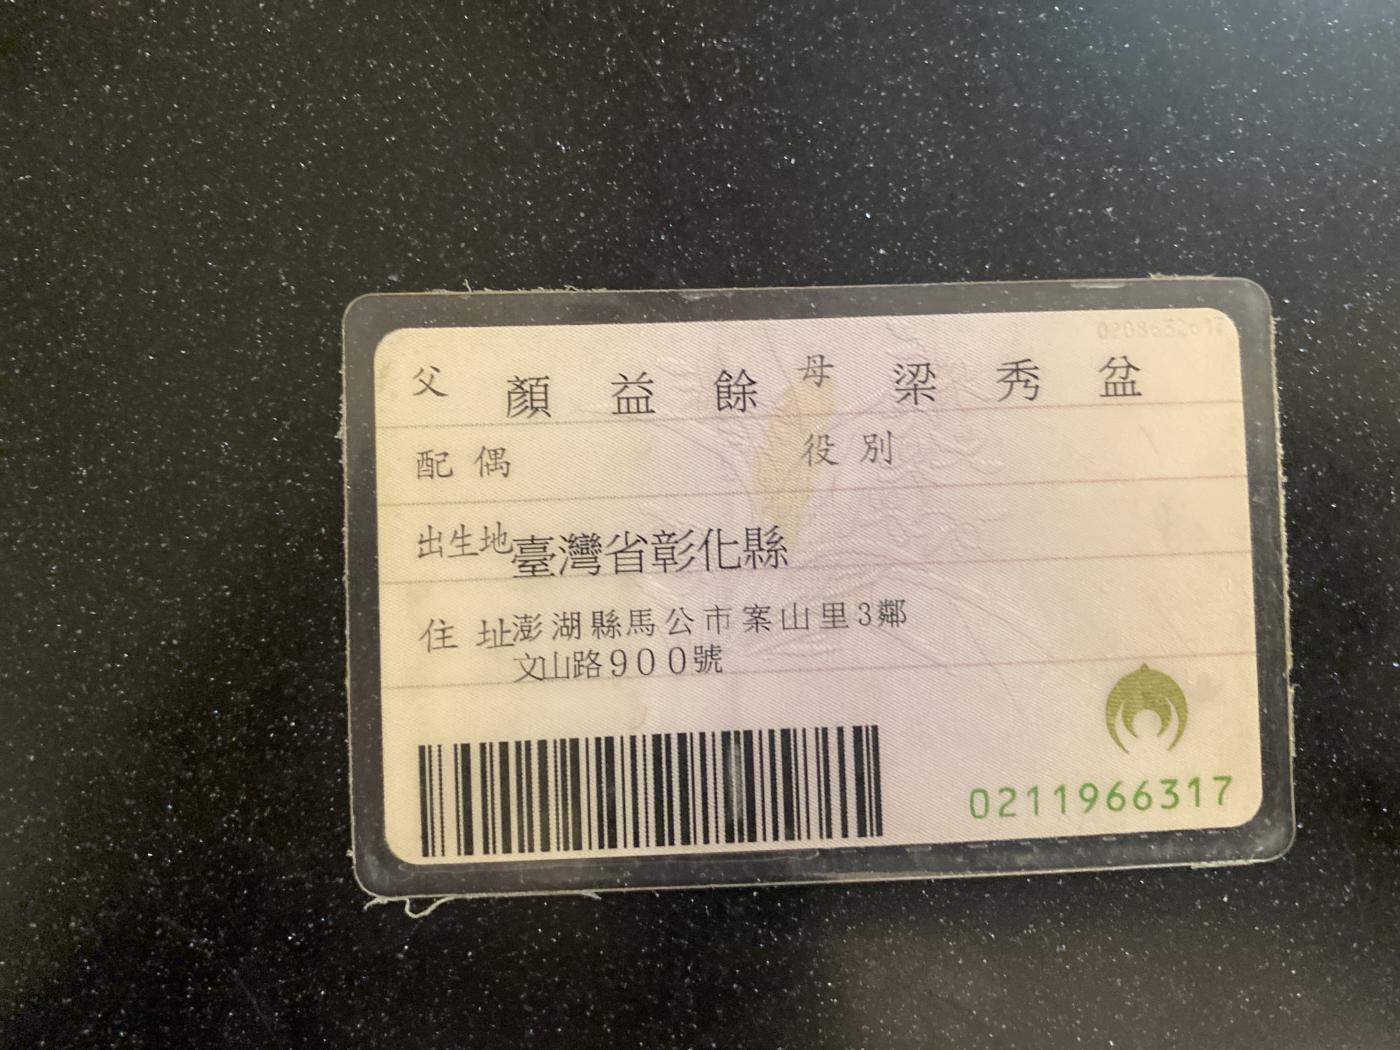 0208632617
父 顏益餘 母 梁秀盆
配偶 役別
出生地 臺灣省彰化縣
住址 澎湖縣馬公市案山里3鄰
文山路900號
0211966317